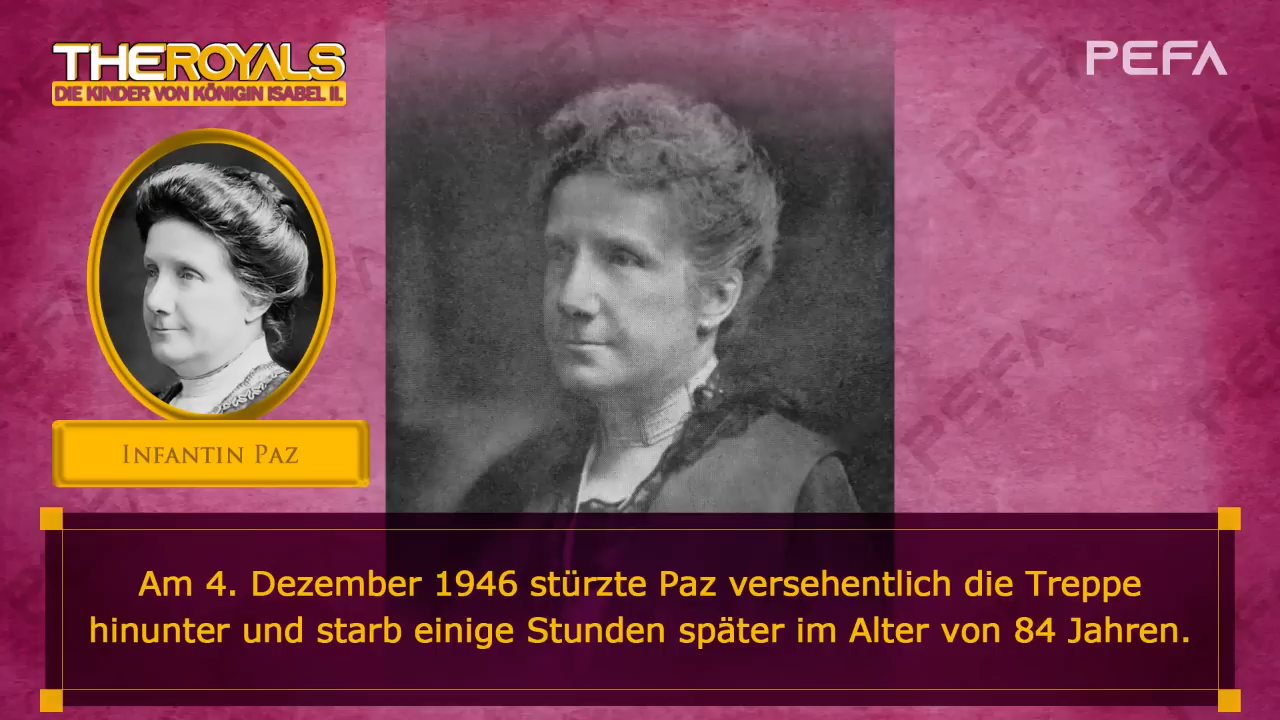 THEROYALS
DIE KINDER VON KÖNIGIN ISABEL II.
PEFA
INFANTIN PAZ
Am 4. Dezember 1946 stürzte Paz versehentlich die Treppe
hinunter und starb einige Stunden später im Alter von 84 Jahren.